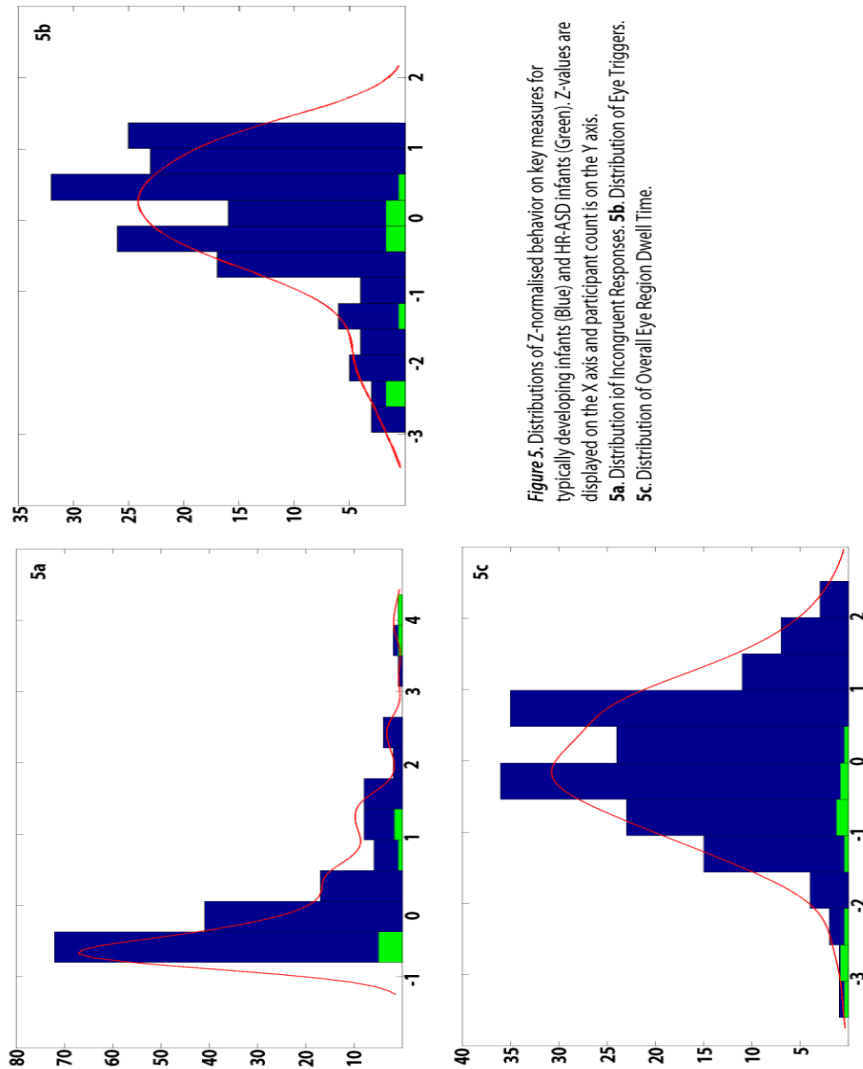 5a
80
70
60
50
40
30
20
10
-1 0 1 2 3 4
5b
35
30
25
20
15
10
5
-3 -2 -1 0 1 2
5c
40
35
30
25
20
15
10
5
-3 -2 -1 0 1 2
Figure 5. Distributions of Z-normalised behavior on key measures for
typically developing infants (Blue) and HR-ASD infants (Green). Z-values are
displayed on the X axis and participant count is on the Y axis.
5a. Distribution iof Incongruent Responses. 5b. Distribution of Eye Triggers.
5c. Distribution of Overall Eye Region Dwell Time.